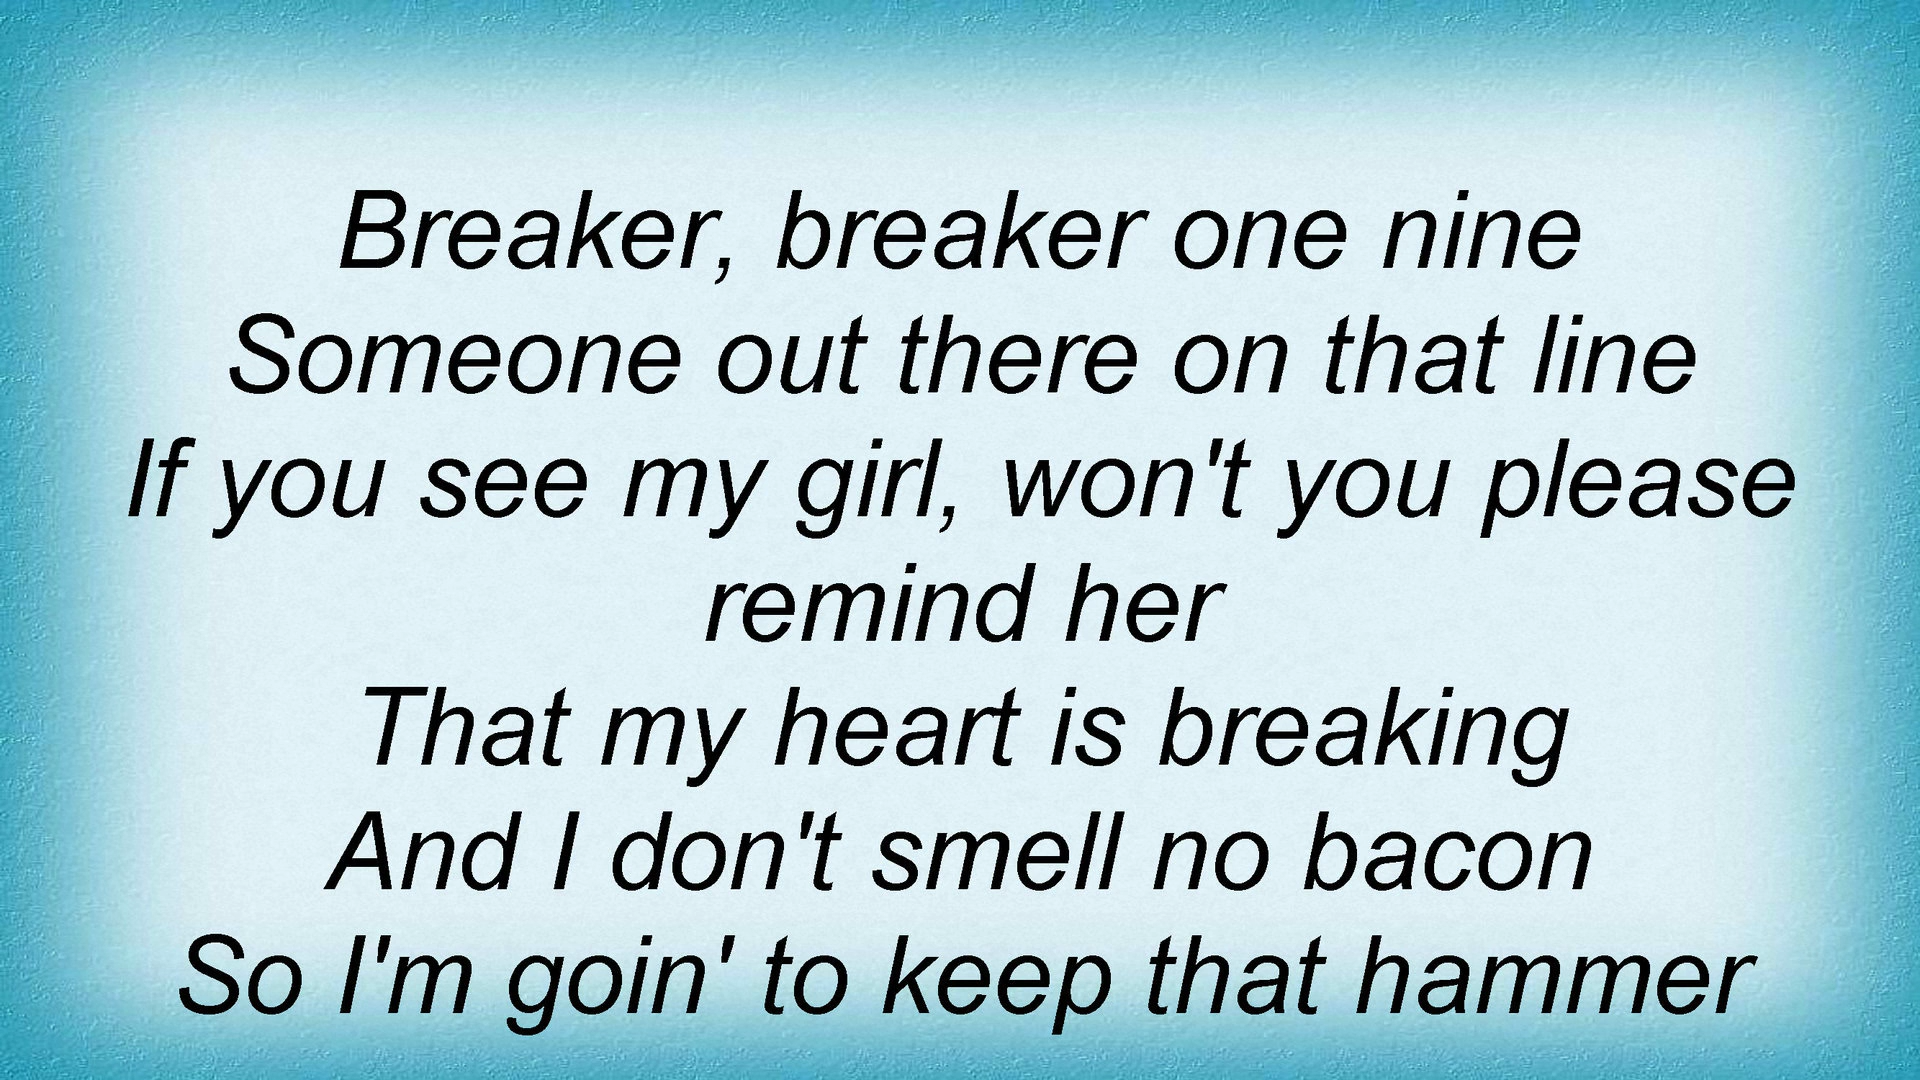 Breaker, breaker one nine
Someone out there on that line
If you see my girl, won't you please
remind her
That my heart is breaking
And I don't smell no bacon
So I'm goin' to keep that hammer